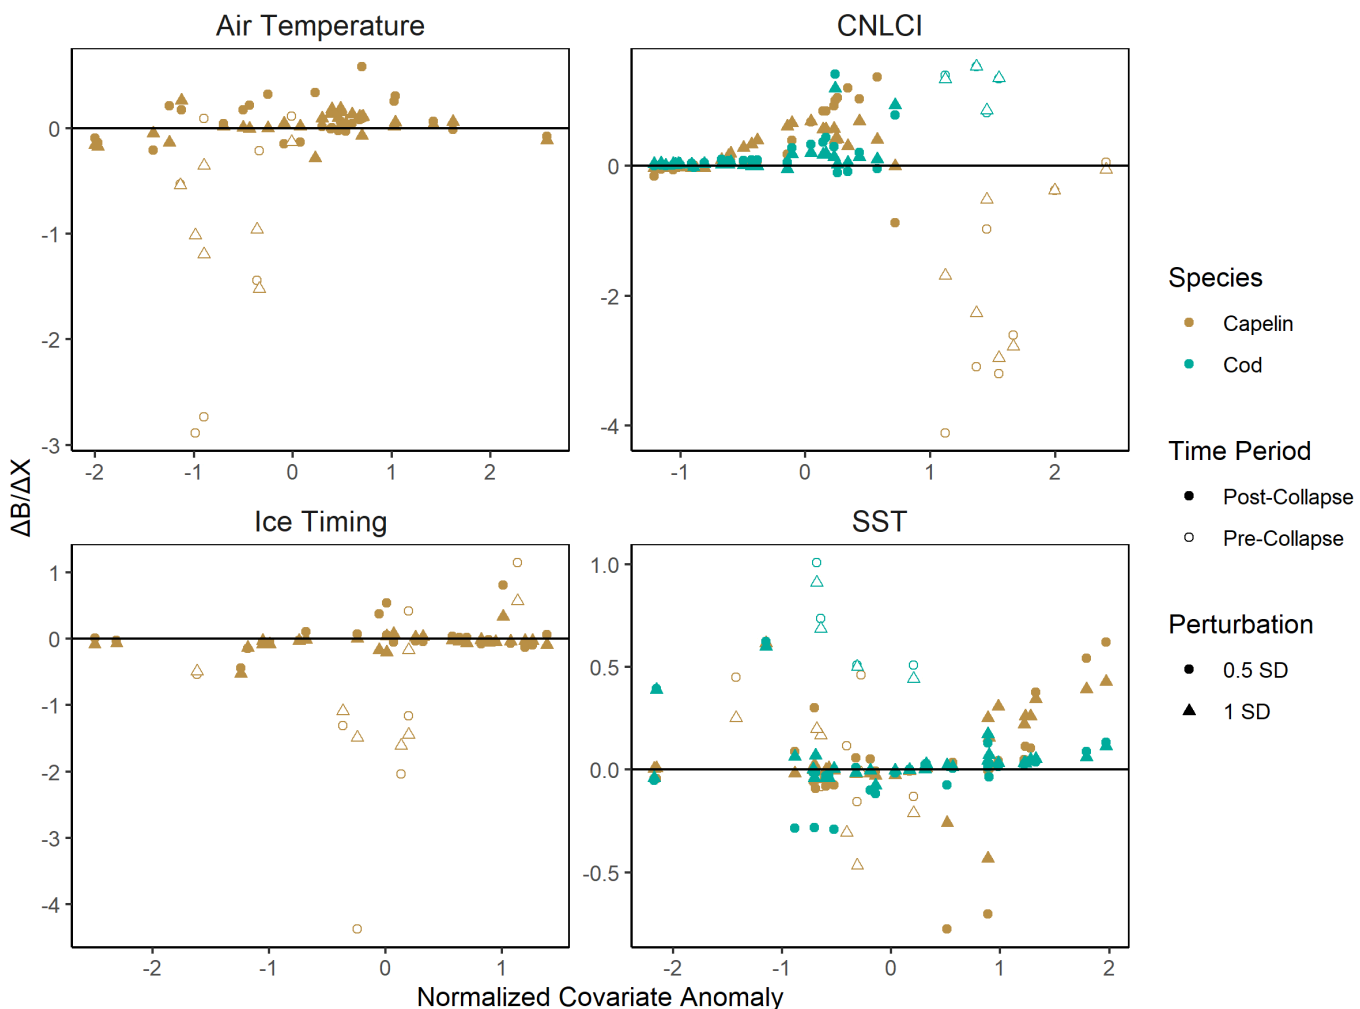 Air Temperature
CNLCI
0
-1
-2
-3
-2
-1
0
1
2
0
-2
-4
-1
0
1
2
Ice Timing
SST
1
0
-1
-2
-3
-4
-2
-1
0
1
1.0
0.5
0.0
-0.5
-2
-1
0
1
2
ΔB/ΔX
Normalized Covariate Anomaly
Species
Capelin
Cod
Time Period
Post-Collapse
Pre-Collapse
Perturbation
0.5 SD
1 SD